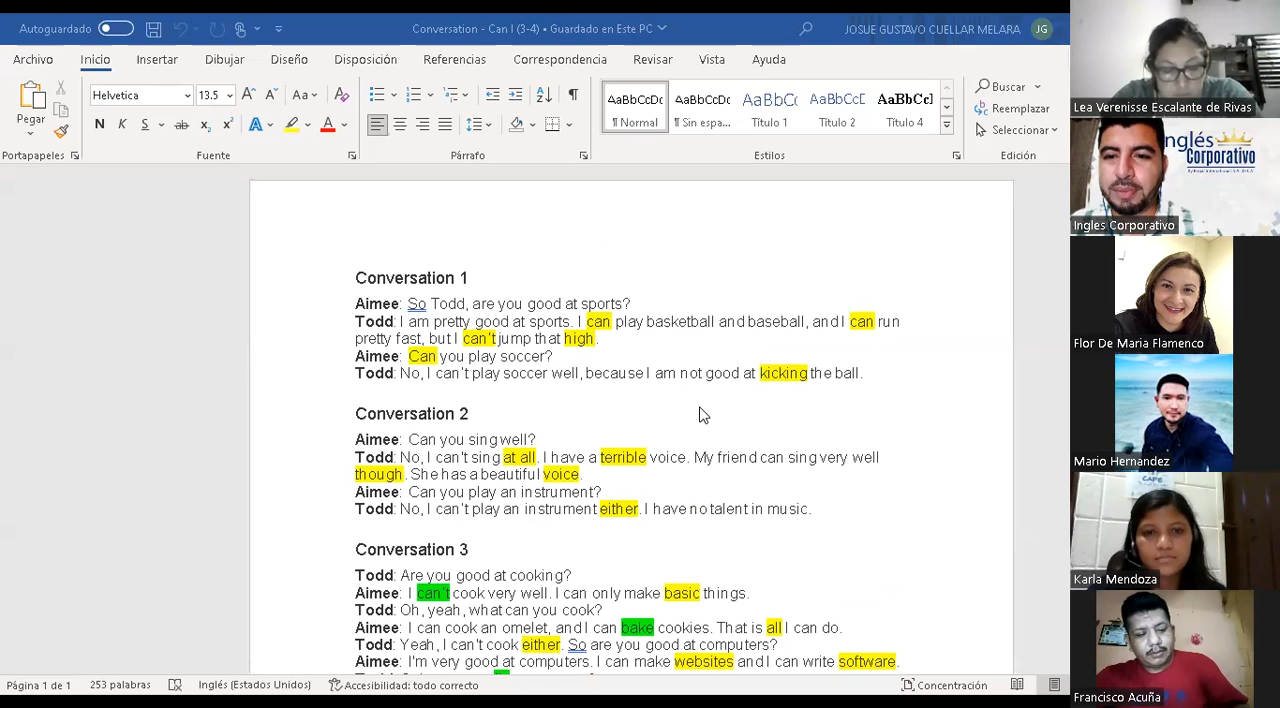 Autoguardado
Conversation - Can I (3-4) • Guardado en Este PC
JOSUE GUSTAVO CUELLAR MELARA JG
Archivo Inicio Insertar Dibujar Diseño Disposición Referencias Correspondencia Revisar Vista Ayuda
Pegar
Helvetica 13.5
Aa
N K S ab x₂ x² A A
AaBbCcDc AaBbCcDc AaBbCc AaBbCcD AaBbCcI
¶ Normal ¶ Sin espa... Título 1 Título 2 Título 4
Buscar
Reemplazar
Seleccionar
Portapapeles Fuente Párrafo Estilos Edición
Conversation 1
Aimee: So Todd, are you good at sports?
Todd: I am pretty good at sports. I can play basketball and baseball, and I can run
pretty fast, but I can't jump that high.
Aimee: Can you play soccer?
Todd: No, I can't play soccer well, because I am not good at kicking the ball.
Conversation 2
Aimee: Can you sing well?
Todd: No, I can't sing at all. I have a terrible voice. My friend can sing very well
though. She has a beautiful voice.
Aimee: Can you play an instrument?
Todd: No, I can't play an instrument either. I have no talent in music.
Conversation 3
Todd: Are you good at cooking?
Aimee: I can't cook very well. I can only make basic things.
Todd: Oh, yeah, what can you cook?
Aimee: I can cook an omelet, and I can bake cookies. That is all I can do.
Todd: Yeah, I can't cook either. So are you good at computers?
Aimee: I'm very good at computers. I can make websites and I can write software.
Página 1 de 1 253 palabras Inglés (Estados Unidos) Accesibilidad: todo correcto Concentración
Lea Verenisse Escalante de Rivas
Inglés
Corporativo
Ingles Corporativo
Flor De Maria Flamenco
Mario Hernandez
CAPE
Karla Mendoza
Francisco Acuña